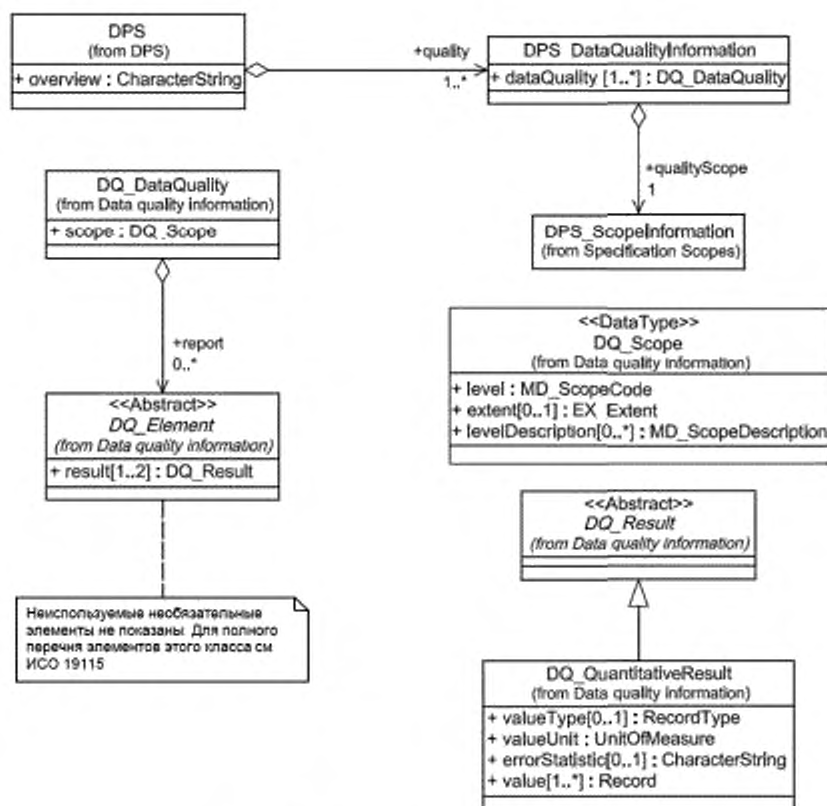 DPS
(from DPS)
+ overview : CharacterString
+quality
1..*
DPS_DataQualityInformation
+ dataQuality [1..*] : DQ_DataQuality
+qualityScope
1
DPS_ScopeInformation
(from Specification Scopes)
DQ_DataQuality
(from Data quality information)
+ scope : DQ_Scope
+report
0..*
<<Abstract>>
DQ_Element
(from Data quality information)
+ result[1..2] : DQ_Result
Неиспользуемые необязательные
элементы не показаны. Для полного
перечня элементов этого класса см
ИСО 19115
<<DataType>>
DQ_Scope
(from Data quality information)
+ level : MD_ScopeCode
+ extent[0..1] : EX_Extent
+ levelDescription[0..*] : MD_ScopeDescription
<<Abstract>>
DQ_Result
(from Data quality information)
DQ_QuantitativeResult
(from Data quality information)
+ valueType[0..1] : RecordType
+ valueUnit : UnitOfMeasure
+ errorStatistic[0..1] : CharacterString
+ value[1..*] : Record